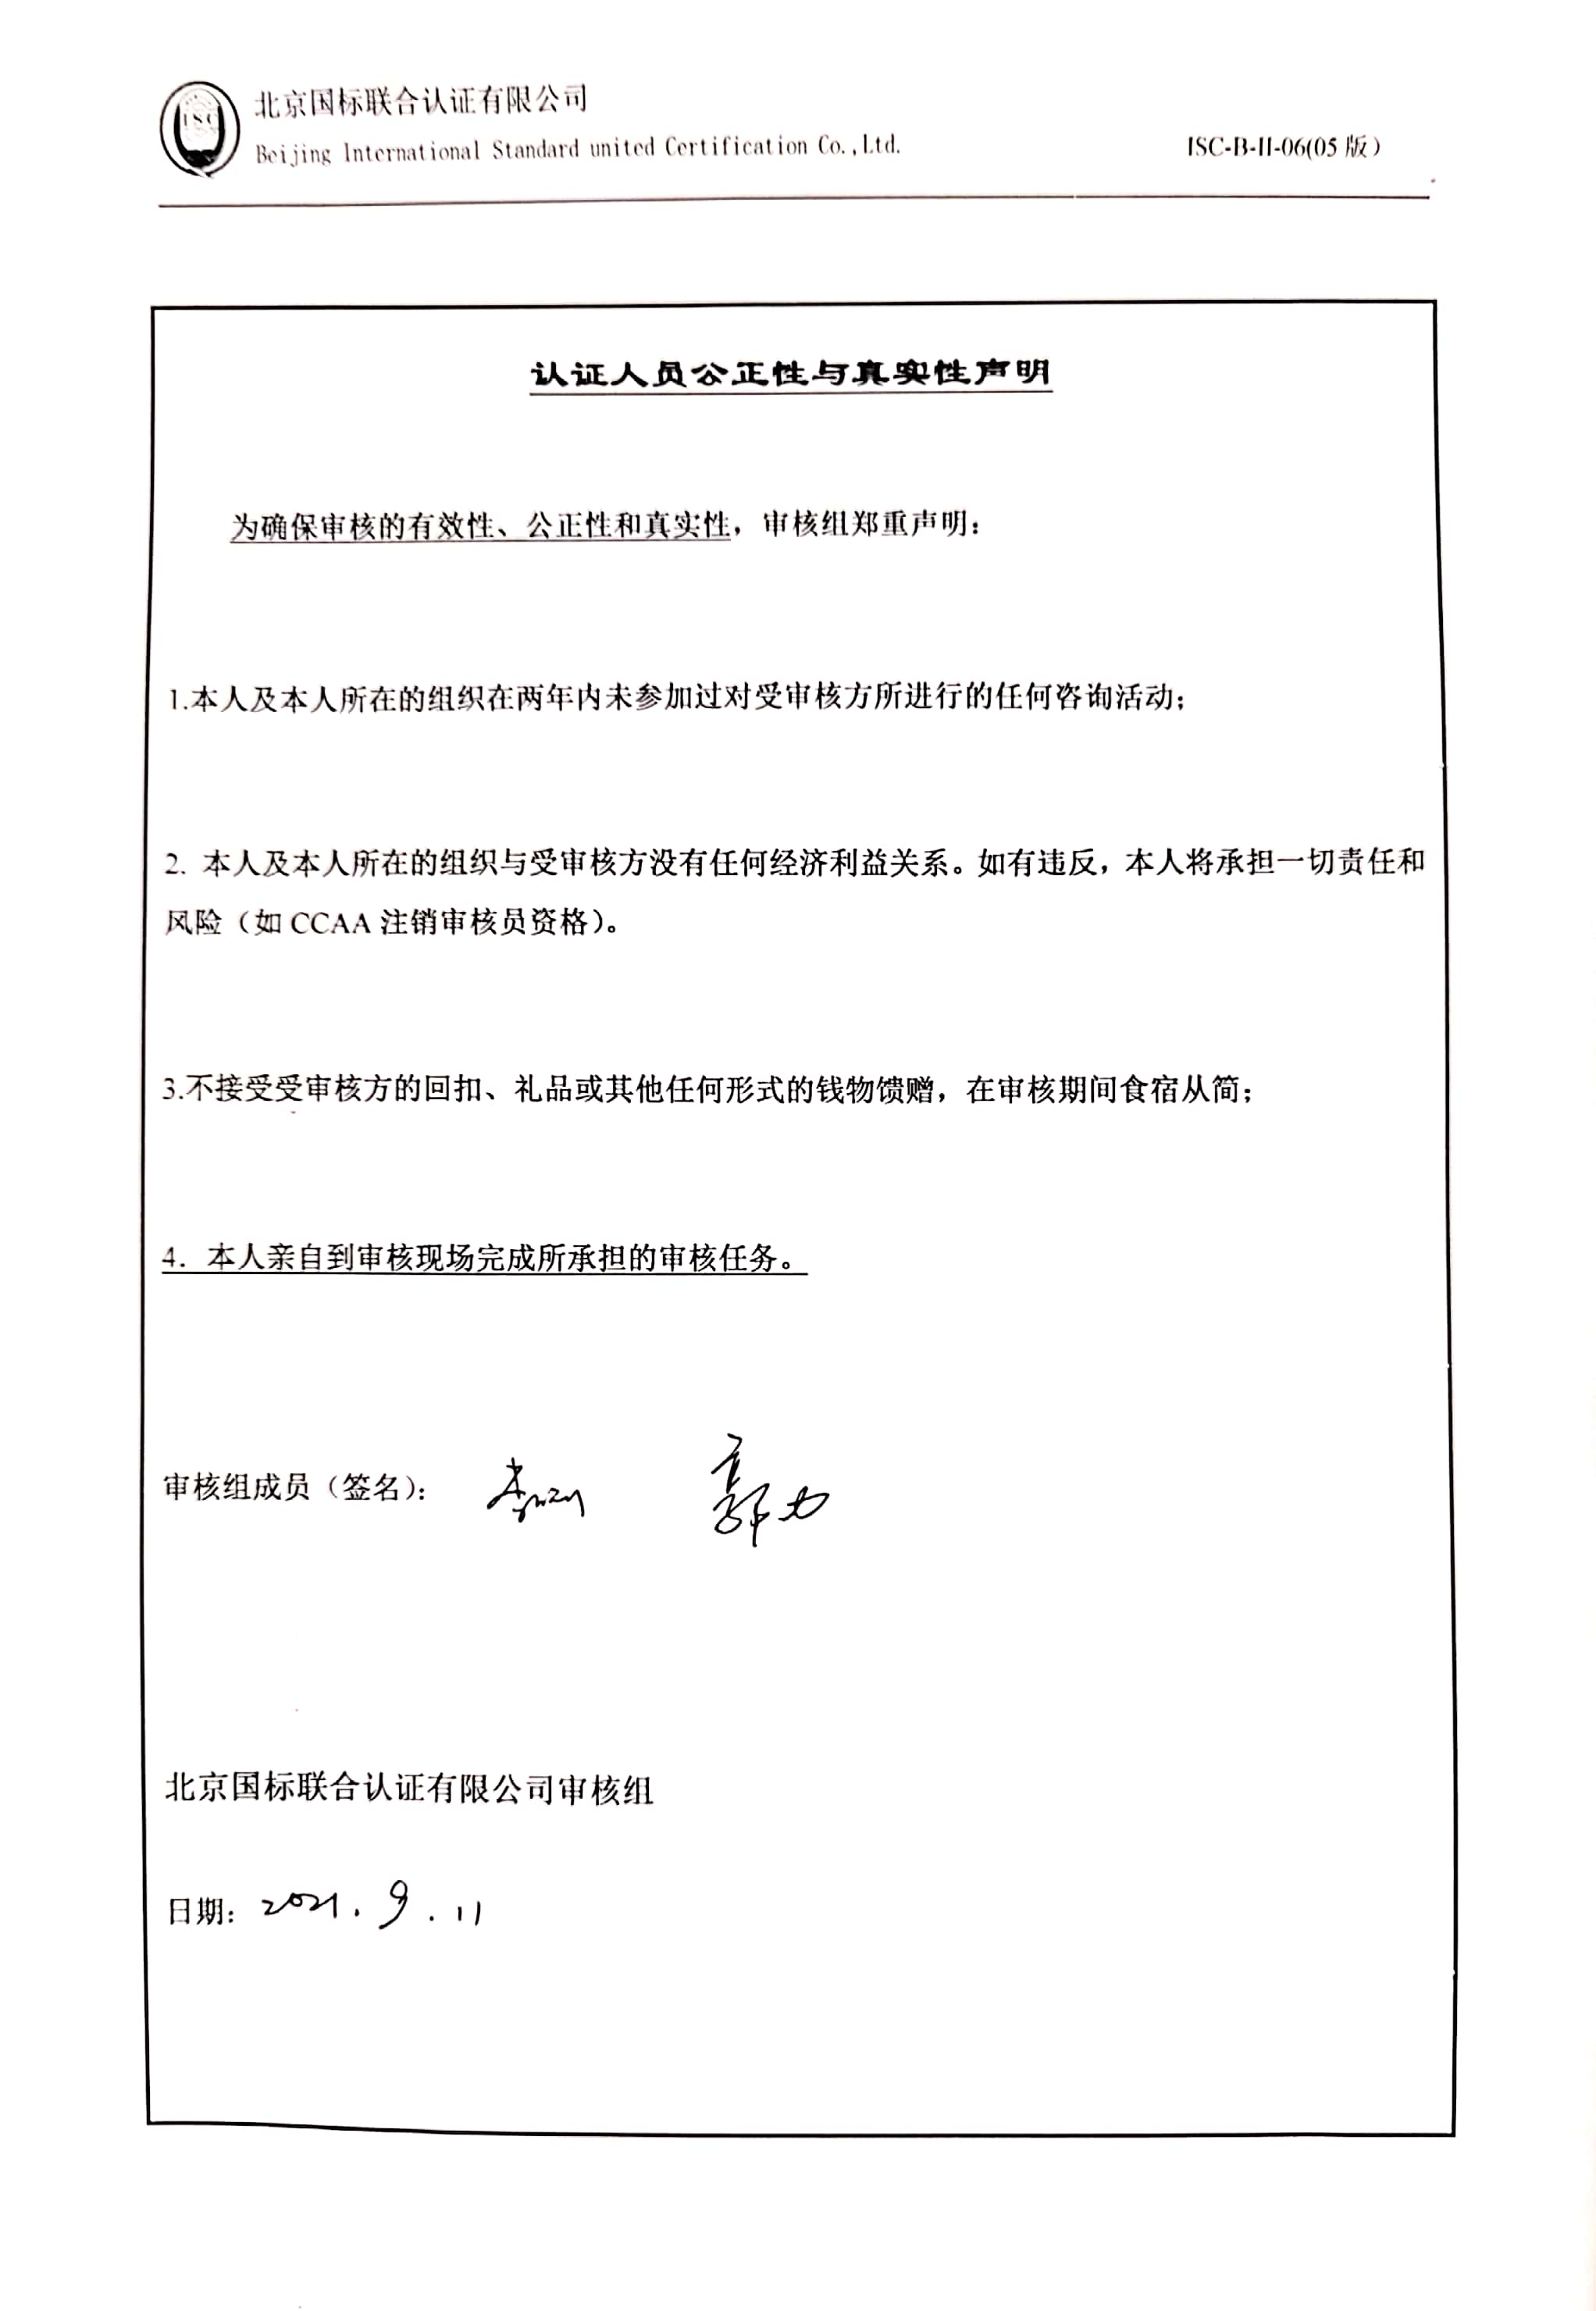 ISC
北京国标联合认证有限公司
Beijing International Standard united Certification Co.,Ltd.
ISC-B-II-06(05 版)
认证人员公正性与真实性声明
为确保审核的有效性、公正性和真实性，审核组郑重声明：
1.本人及本人所在的组织在两年内未参加过对受审核方所进行的任何咨询活动；
2. 本人及本人所在的组织与受审核方没有任何经济利益关系。如有违反，本人将承担一切责任和
风险（如 CCAA 注销审核员资格）。
3.不接受受审核方的回扣、礼品或其他任何形式的钱物馈赠，在审核期间食宿从简；
4. 本人亲自到审核现场完成所承担的审核任务。
审核组成员（签名）： 郭力
北京国标联合认证有限公司审核组
日期：2021.9.11